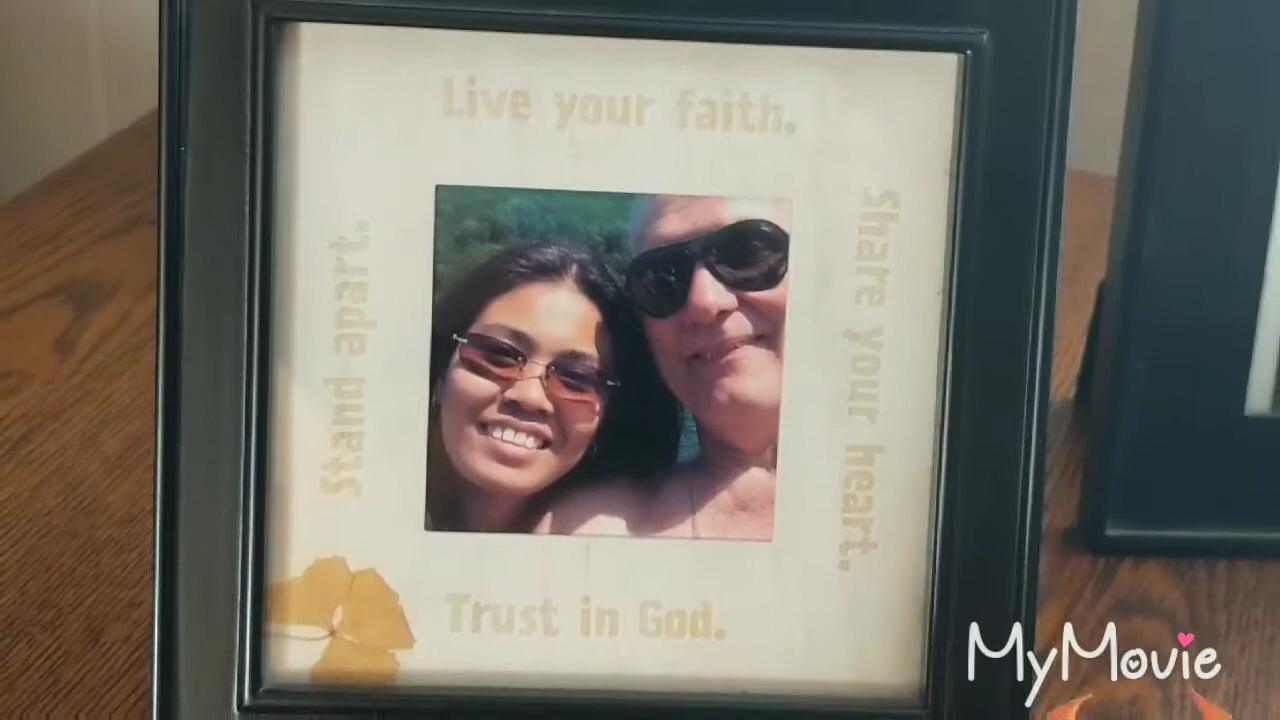 Live your faith.
Share your heart.
Trust in God.
Stand apart.
MyMovie